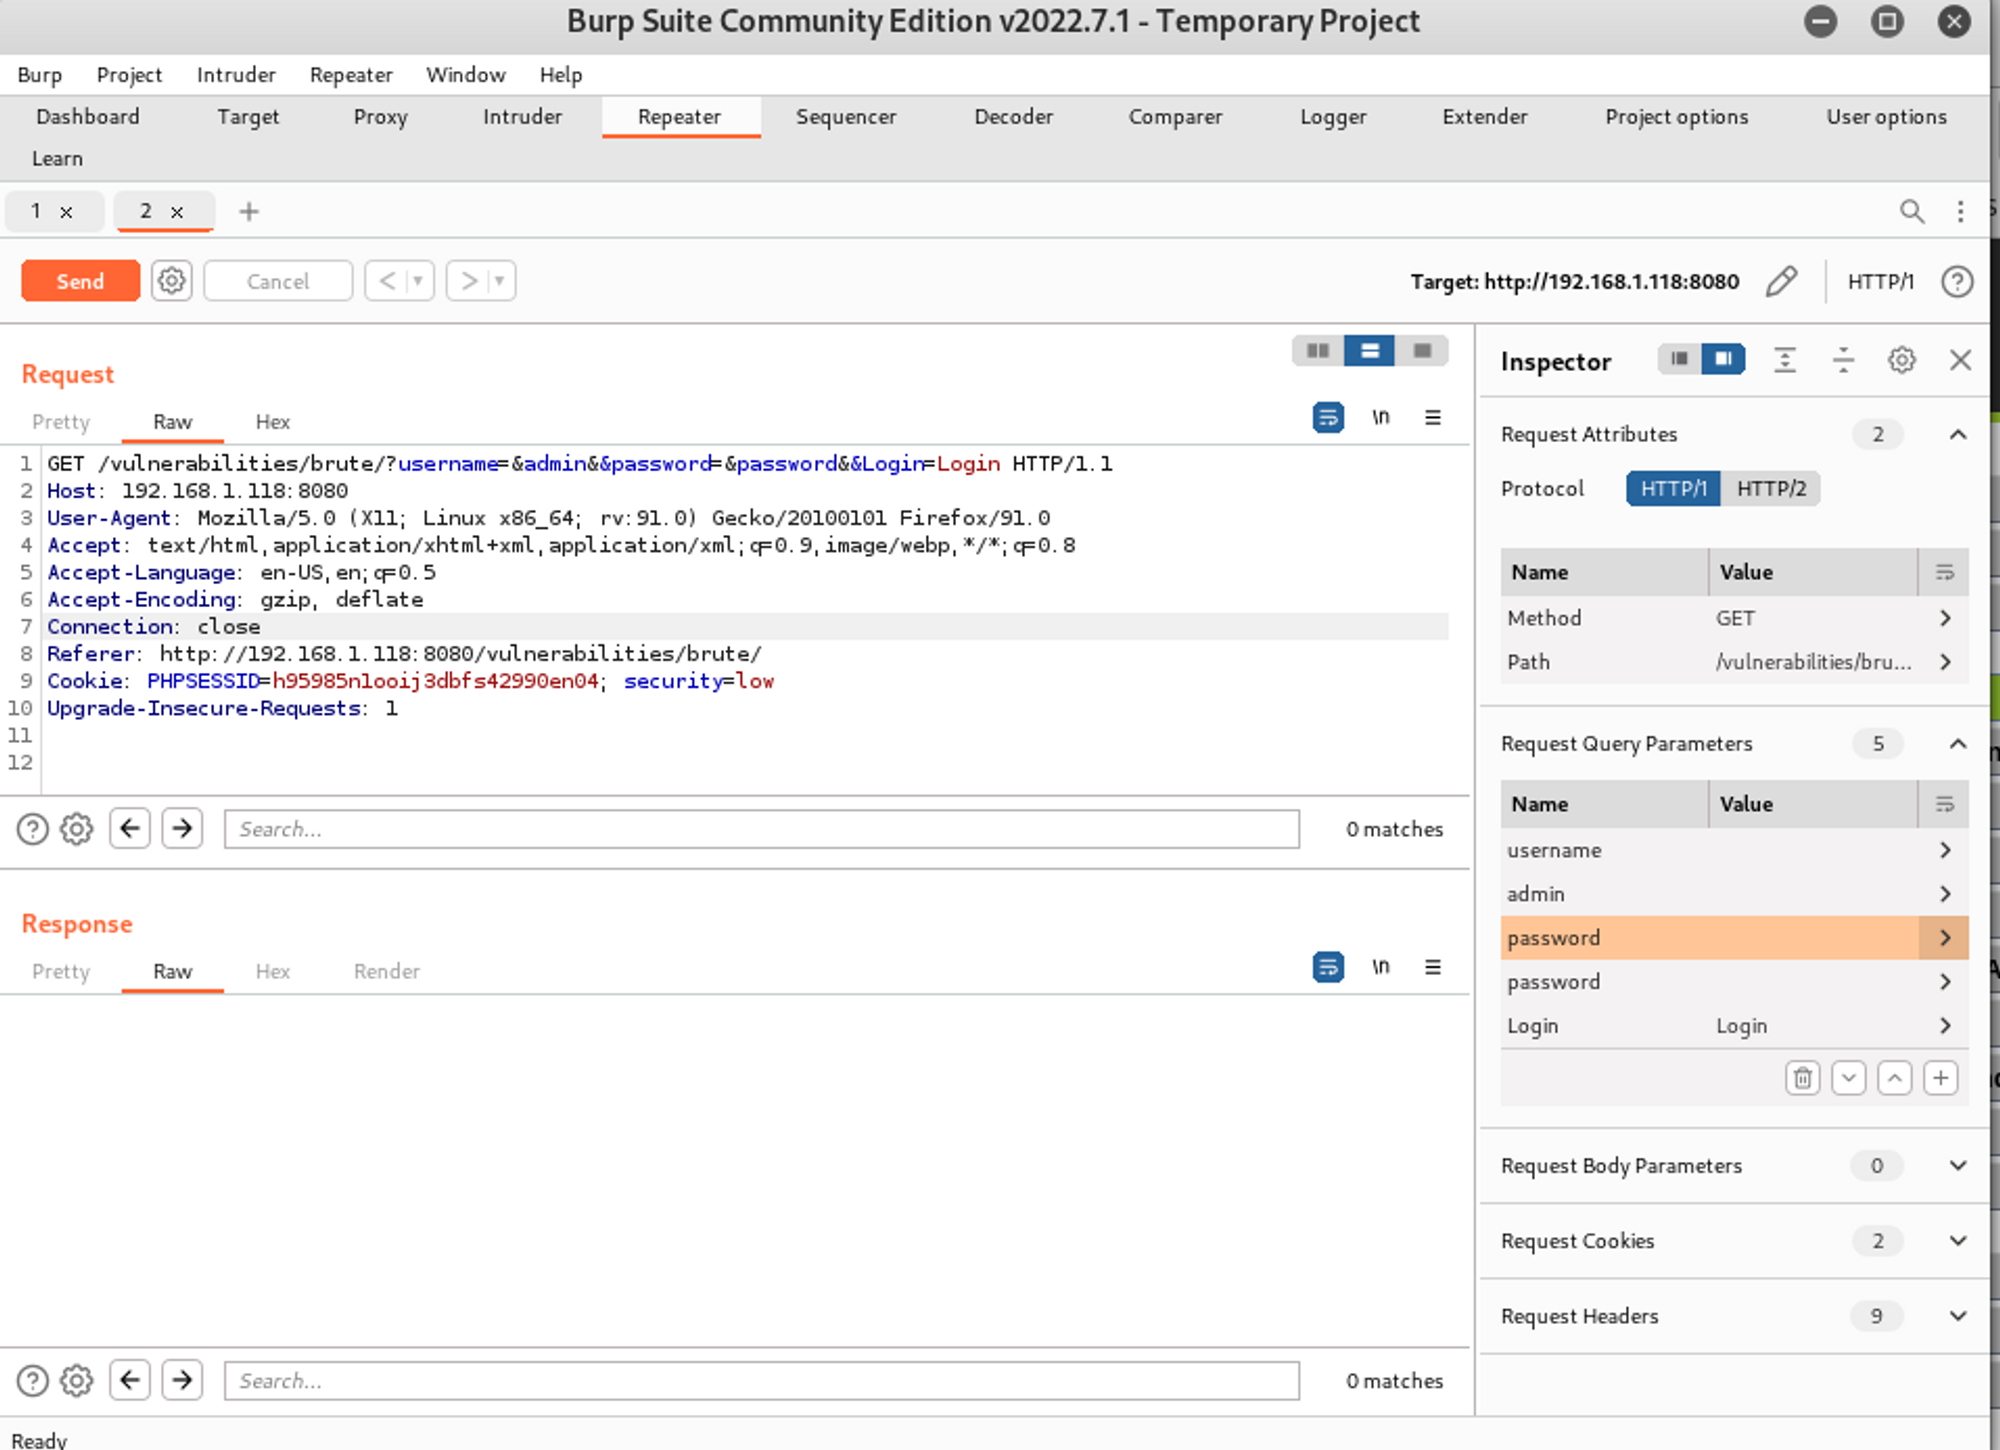 Burp Suite Community Edition v2022.7.1 - Temporary Project
Burp Project Intruder Repeater Window Help
Dashboard Target Proxy Intruder Repeater Sequencer Decoder Comparer Logger Extender Project options User options
Learn
1 × 2 × +
Send Cancel < > Target: http://192.168.1.118:8080 HTTP/1 ?
Request
Pretty Raw Hex \n
1 GET /vulnerabilities/brute/?username=&admin&&password=&password&&Login=Login HTTP/1.1
2 Host: 192.168.1.118:8080
3 User-Agent: Mozilla/5.0 (X11; Linux x86_64; rv:91.0) Gecko/20100101 Firefox/91.0
4 Accept: text/html,application/xhtml+xml,application/xml;q=0.9,image/webp,*/*;q=0.8
5 Accept-Language: en-US,en;q=0.5
6 Accept-Encoding: gzip, deflate
7 Connection: close
8 Referer: http://192.168.1.118:8080/vulnerabilities/brute/
9 Cookie: PHPSESSID=h95985n1ooij3dbfs42990en04; security=low
10 Upgrade-Insecure-Requests: 1
11
12
? Search... 0 matches
Response
Pretty Raw Hex Render \n
? Search... 0 matches
Ready
Inspector
Request Attributes 2
Protocol HTTP/1 HTTP/2
Name Value
Method GET >
Path /vulnerabilities/bru... >
Request Query Parameters 5
Name Value
username >
admin >
password >
password >
Login Login >
Request Body Parameters 0
Request Cookies 2
Request Headers 9